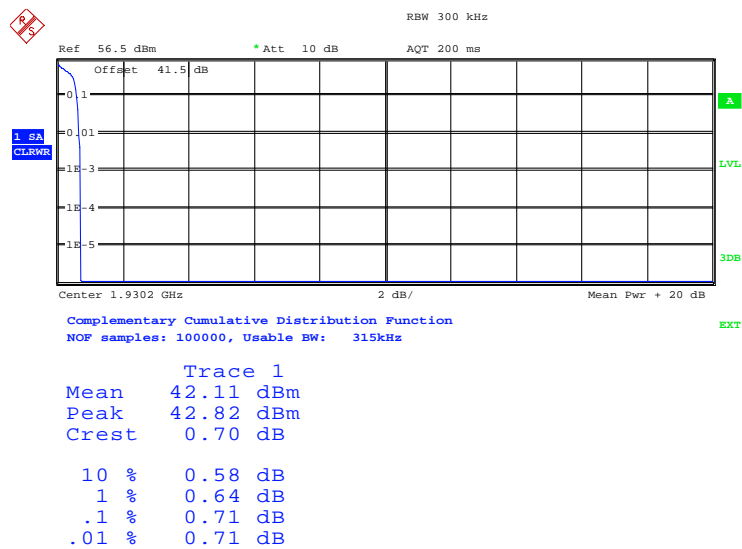 R/S
RBW 300 kHz
Ref 56.5 dBm * Att 10 dB AQT 200 ms
Offset 41.5 dB
0.1
A
0.01
1 SA
CLRWR
1E-3
LVL
1E-4
1E-5
3DB
Center 1.9302 GHz 2 dB/ Mean Pwr + 20 dB
Complementary Cumulative Distribution Function
EXT
NOF samples: 100000, Usable BW: 315kHz
Trace 1
Mean 42.11 dBm
Peak 42.82 dBm
Crest 0.70 dB
10 % 0.58 dB
1 % 0.64 dB
.1 % 0.71 dB
.01 % 0.71 dB